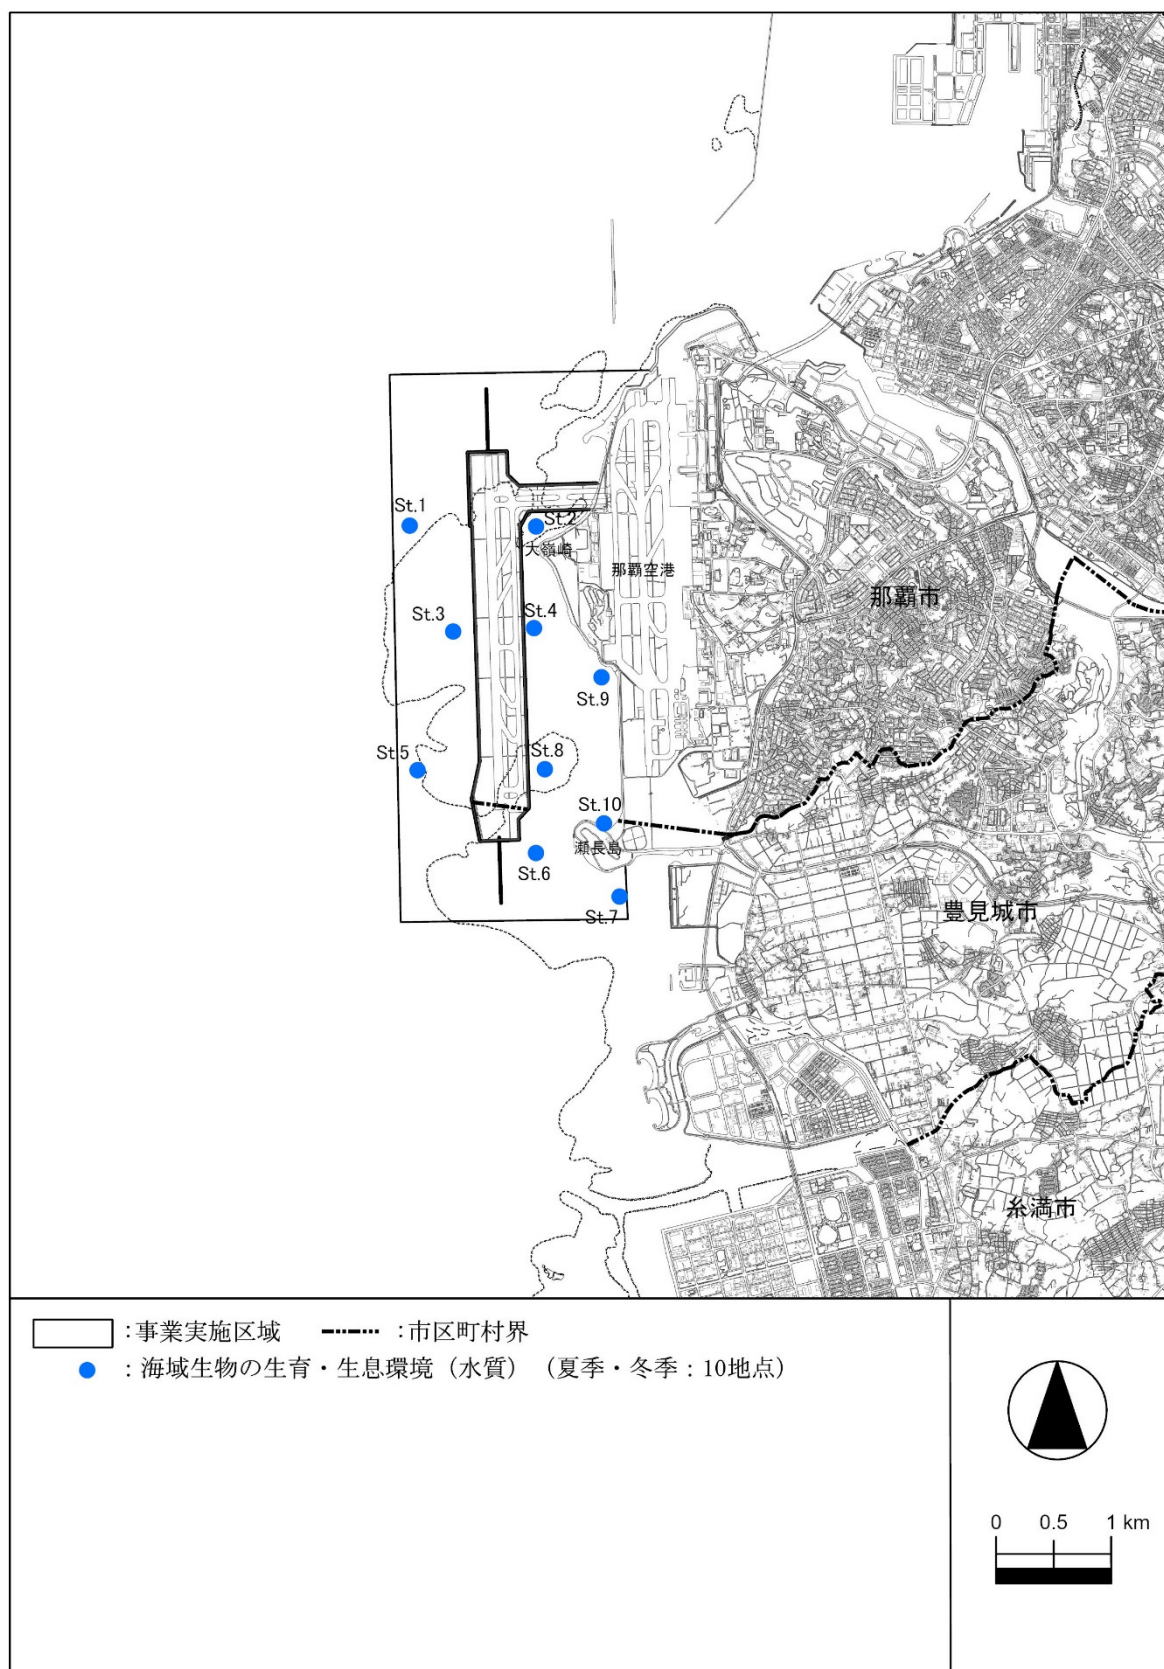 St.1
St.2
大嶺崎
那覇空港
那覇市
St.3
St.4
St.9
St.5
St.8
St.10
瀬長島
St.6
St.7
豊見城市
糸満市
：事業実施区域　：市区町村界
：海域生物の生育・生息環境（水質）（夏季・冬季：10地点）
0 0.5 1 km